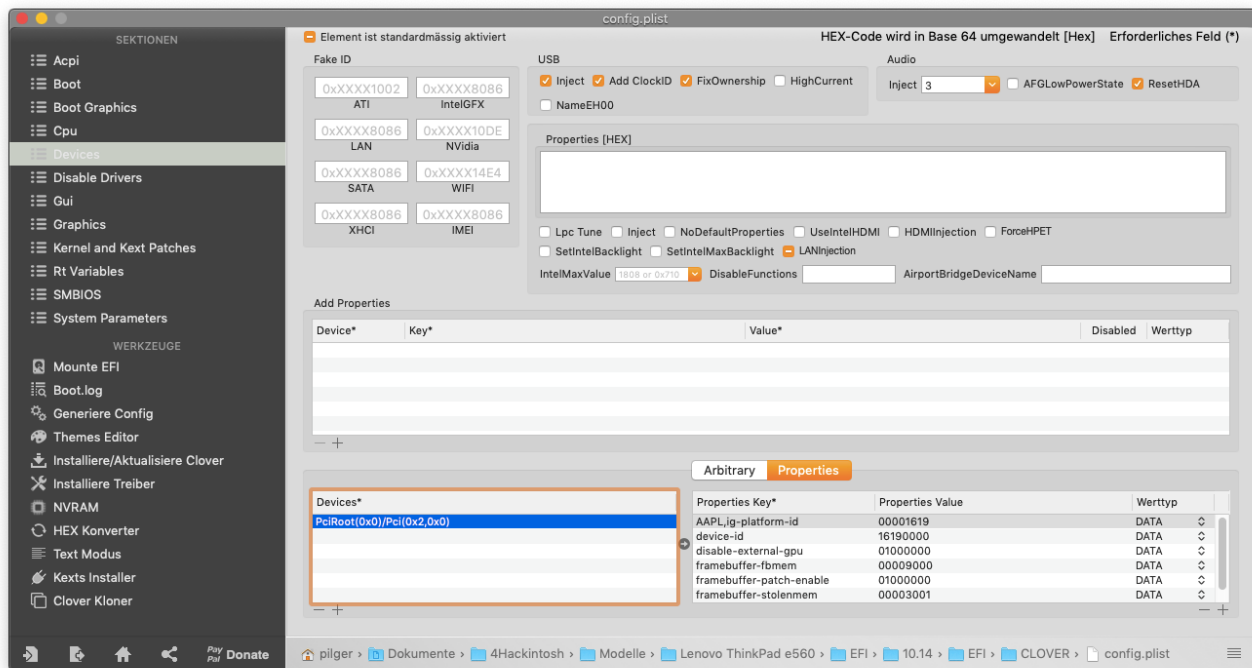 config.plist
SEKTIONEN
Acpi
Boot
Boot Graphics
Cpu
Devices
Disable Drivers
Gui
Graphics
Kernel and Kext Patches
Rt Variables
SMBIOS
System Parameters
WERKZEUGE
Mounte EFI
Boot.log
Generiere Config
Themes Editor
Installiere/Aktualisiere Clover
Installiere Treiber
NVRAM
HEX Konverter
Text Modus
Kexts Installer
Clover Kloner
Pay Pal Donate
Element ist standardmässig aktiviert
HEX-Code wird in Base 64 umgewandelt [Hex] Erforderliches Feld (*)
Fake ID
0xXXXX1002 0xXXXX8086
ATI IntelGFX
0xXXXX8086 0xXXXX10DE
LAN NVidia
0xXXXX8086 0xXXXX14E4
SATA WIFI
0xXXXX8086 0xXXXX8086
XHCI IMEI
USB
Inject Add ClockID FixOwnership HighCurrent
NameEH00
Audio
Inject 3 AFGLowPowerState ResetHDA
Properties [HEX]
Lpc Tune Inject NoDefaultProperties UseIntelHDMI HDMIInjection ForceHPET
SetIntelBacklight SetIntelMaxBacklight LANInjection
IntelMaxValue 1808 or 0x710 DisableFunctions AirportBridgeDeviceName
Add Properties
Device* Key* Value* Disabled Werttyp
Arbitrary Properties
Devices*
PciRoot(0x0)/Pci(0x2,0x0)
Properties Key* Properties Value Werttyp
AAPL,ig-platform-id 00001619 DATA
device-id 16190000 DATA
disable-external-gpu 01000000 DATA
framebuffer-fbmem 00009000 DATA
framebuffer-patch-enable 01000000 DATA
framebuffer-stolenmem 00003001 DATA
pilger › Dokumente › 4Hackintosh › Modelle › Lenovo ThinkPad e560 › EFI › 10.14 › EFI › CLOVER › config.plist